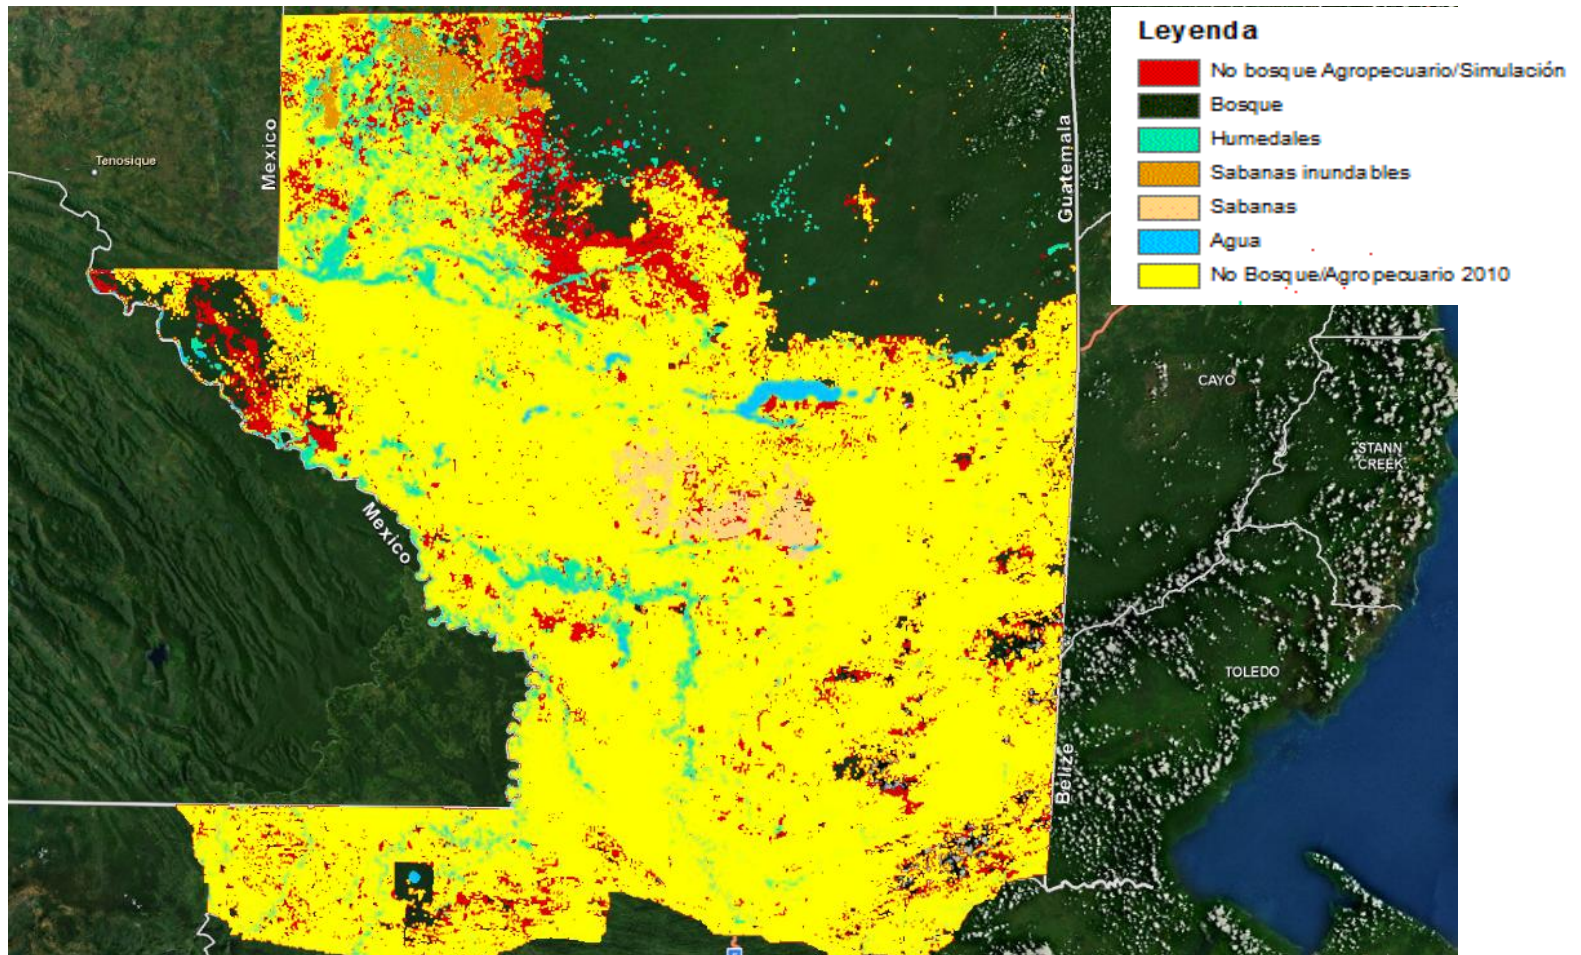 Leyenda
No bosque Agropecuario/Simulación
Bosque
Humedales
Sabanas inundables
Sabanas
Agua
No Bosque/Agropecuario 2010
Tenosique
Mexico
Guatemala
CAYO
STANN
CREEK
Mexico
TOLEDO
Belize